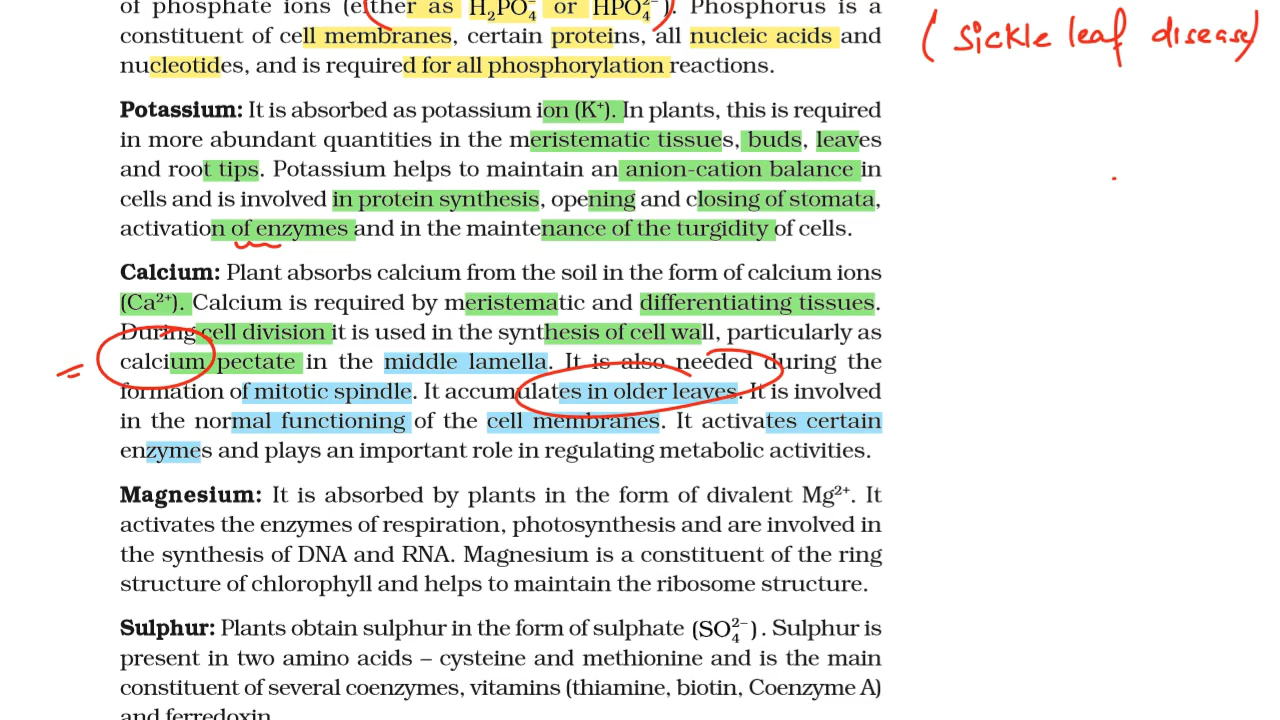 of phosphate ions (either as H₂PO₄⁻ or HPO₄²⁻). Phosphorus is a
constituent of cell membranes, certain proteins, all nucleic acids and
nucleotides, and is required for all phosphorylation reactions.
(Sickle leaf disease)
Potassium: It is absorbed as potassium ion (K⁺). In plants, this is required
in more abundant quantities in the meristematic tissues, buds, leaves
and root tips. Potassium helps to maintain an anion-cation balance in
cells and is involved in protein synthesis, opening and closing of stomata,
activation of enzymes and in the maintenance of the turgidity of cells.
Calcium: Plant absorbs calcium from the soil in the form of calcium ions
(Ca²⁺). Calcium is required by meristematic and differentiating tissues.
During cell division it is used in the synthesis of cell wall, particularly as
calcium pectate in the middle lamella. It is also needed during the
formation of mitotic spindle. It accumulates in older leaves. It is involved
in the normal functioning of the cell membranes. It activates certain
enzymes and plays an important role in regulating metabolic activities.
Magnesium: It is absorbed by plants in the form of divalent Mg²⁺. It
activates the enzymes of respiration, photosynthesis and are involved in
the synthesis of DNA and RNA. Magnesium is a constituent of the ring
structure of chlorophyll and helps to maintain the ribosome structure.
Sulphur: Plants obtain sulphur in the form of sulphate (SO₄²⁻). Sulphur is
present in two amino acids – cysteine and methionine and is the main
constituent of several coenzymes, vitamins (thiamine, biotin, Coenzyme A)
and ferredoxin